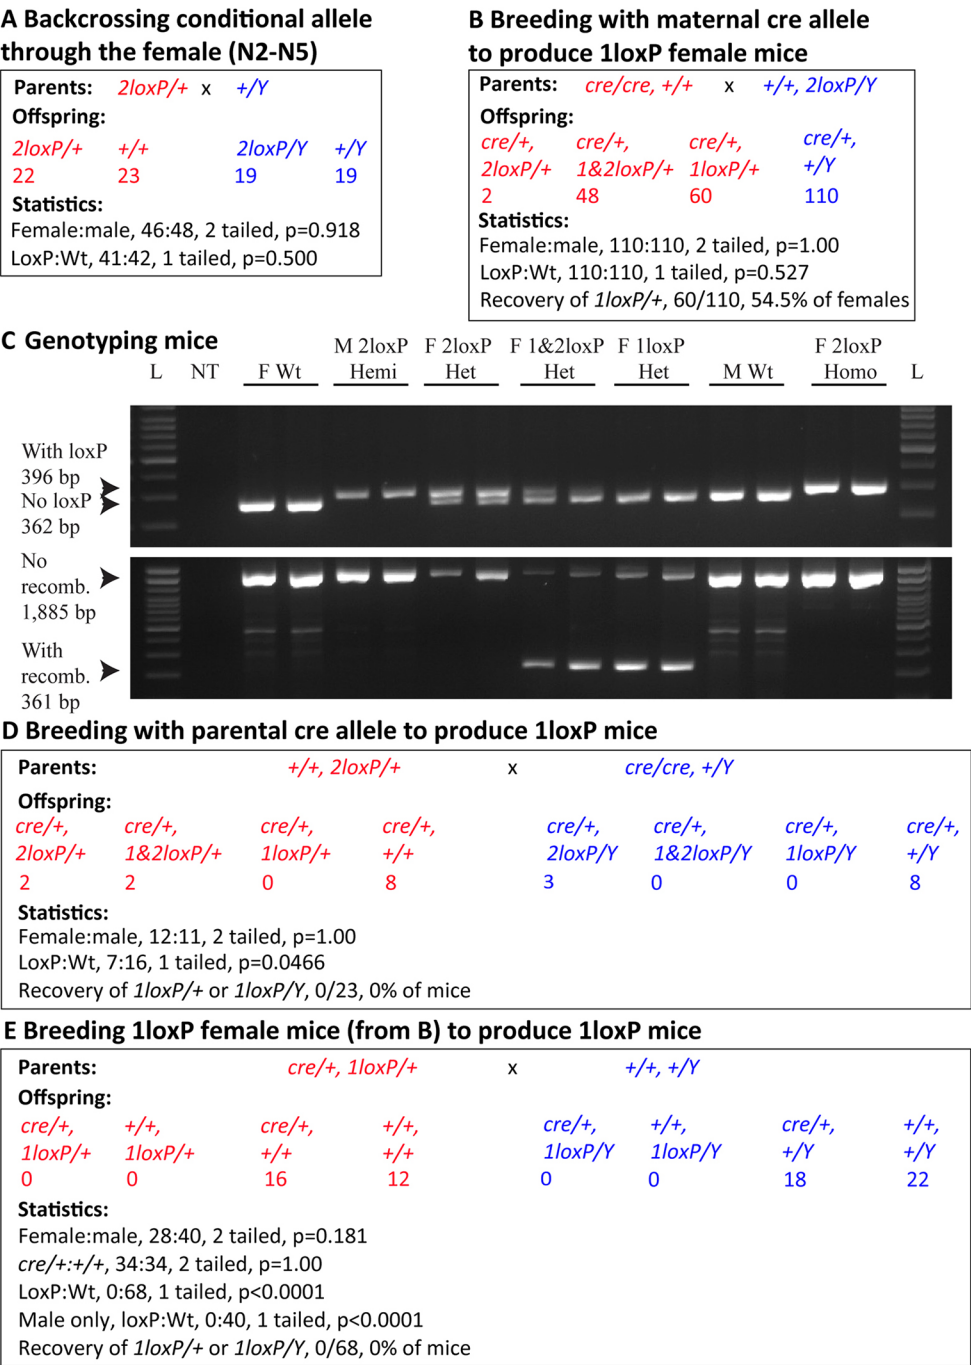 A Backcrossing conditional allele
through the female (N2-N5)
Parents: 2loxP/+ x +/Y
Offspring:
2loxP/+ +/+ 2loxP/Y +/Y
22 23 19 19
Statistics:
Female:male, 46:48, 2 tailed, p=0.918
LoxP:Wt, 41:42, 1 tailed, p=0.500
B Breeding with maternal cre allele
to produce 1loxP female mice
Parents: cre/cre, +/+ x +/+, 2loxP/Y
Offspring:
cre/+, cre/+, cre/+, cre/+,
2loxP/+ 1&2loxP/+ 1loxP/+ +/Y
2 48 60 110
Statistics:
Female:male, 110:110, 2 tailed, p=1.00
LoxP:Wt, 110:110, 1 tailed, p=0.527
Recovery of 1loxP/+, 60/110, 54.5% of females
C Genotyping mice
M 2loxP F 2loxP F 1&2loxP F 1loxP F 2loxP
L NT F Wt Hemi Het Het Het M Wt Homo L
With loxP
396 bp
No loxP
362 bp
No
recomb.
1,885 bp
With
recomb.
361 bp
D Breeding with parental cre allele to produce 1loxP mice
Parents: +/+, 2loxP/+ x cre/cre, +/Y
Offspring:
cre/+, cre/+, cre/+, cre/+, cre/+, cre/+, cre/+, cre/+,
2loxP/+ 1&2loxP/+ 1loxP/+ +/+ 2loxP/Y 1&2loxP/Y 1loxP/Y +/Y
2 2 0 8 3 0 0 8
Statistics:
Female:male, 12:11, 2 tailed, p=1.00
LoxP:Wt, 7:16, 1 tailed, p=0.0466
Recovery of 1loxP/+ or 1loxP/Y, 0/23, 0% of mice
E Breeding 1loxP female mice (from B) to produce 1loxP mice
Parents: cre/+, 1loxP/+ x +/+, +/Y
Offspring:
cre/+, +/+, cre/+, +/+, cre/+, +/+, cre/+, +/+,
1loxP/+ 1loxP/+ +/+ +/+ 1loxP/Y 1loxP/Y +/Y +/Y
0 0 16 12 0 0 18 22
Statistics:
Female:male, 28:40, 2 tailed, p=0.181
cre/+:+/+, 34:34, 2 tailed, p=1.00
LoxP:Wt, 0:68, 1 tailed, p<0.0001
Male only, loxP:Wt, 0:40, 1 tailed, p<0.0001
Recovery of 1loxP/+ or 1loxP/Y, 0/68, 0% of mice